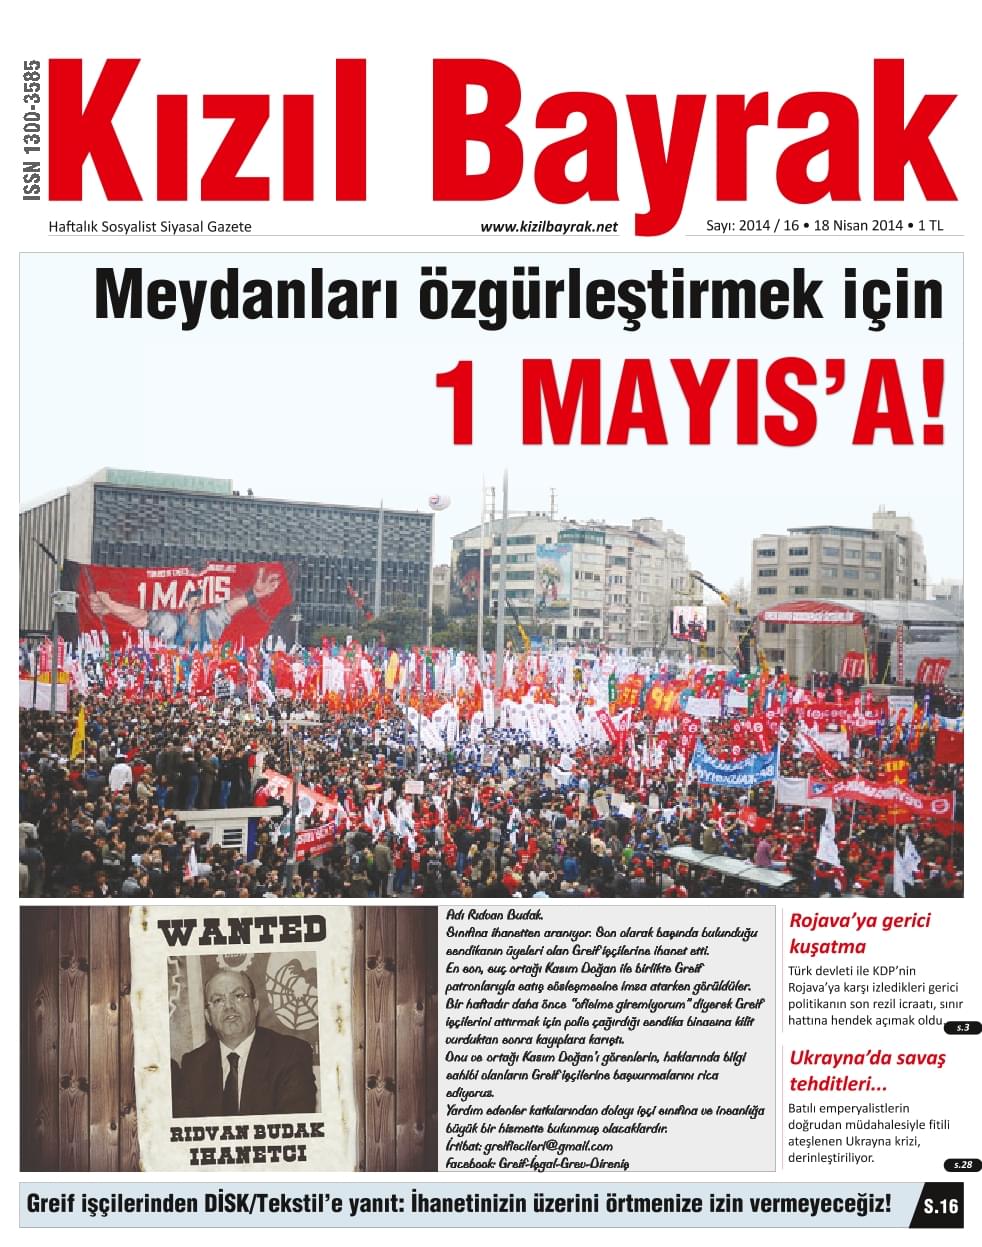 ISSN 1300-3585
Kızıl Bayrak
Haftalık Sosyalist Siyasal Gazete
www.kizilbayrak.net
Sayı: 2014 / 16 • 18 Nisan 2014 • 1 TL
Meydanları özgürleştirmek için
1 MAYIS’A!
1 MAYIS
WANTED
RIDVAN BUDAK
IHANETCI
Adı Rıdvan Budak.
Sınıfına ihanetten aranıyor. Son olarak başında bulunduğu
sendikanın üyeleri olan Greif işçilerine ihanet etti.
En son, suç ortağı Kasım Doğan ile birlikte Greif
patronlarıyla satış sözleşmesine imza atarken görüldüler.
Bir haftadır daha önce “ofisime giremiyorum” diyerek Greif
işçilerini attırmak için polis çağırdığı sendika binasına kilit
vurduktan sonra kayıplara karıştı.
Onu ve ortağı Kasım Doğan’ı görenlerin, haklarında bilgi
sahibi olanların Greif işçilerine başvurmalarını rica
ediyoruz.
Yardım edenler katkılarından dolayı işçi sınıfına ve insanlığa
büyük bir hizmette bulunmuş olacaklardır.
İrtibat: greifiscileri@gmail.com
Facebook: Greif-İşgal-Grev-Direniş
Rojava’ya gerici
kuşatma
Türk devleti ile KDP’nin
Rojava’ya karşı izledikleri gerici
politikanın son rezil icraatı, sınır
hattına hendek açımak oldu.
s.3
Ukrayna’da savaş
tehditleri...
Batılı emperyalistlerin
doğrudan müdahalesiyle fitili
ateşlenen Ukrayna krizi,
derinleştiriliyor.
s.28
Greif işçilerinden DİSK/Tekstil’e yanıt: İhanetinizin üzerini örtmenize izin vermeyeceğiz!
S.16